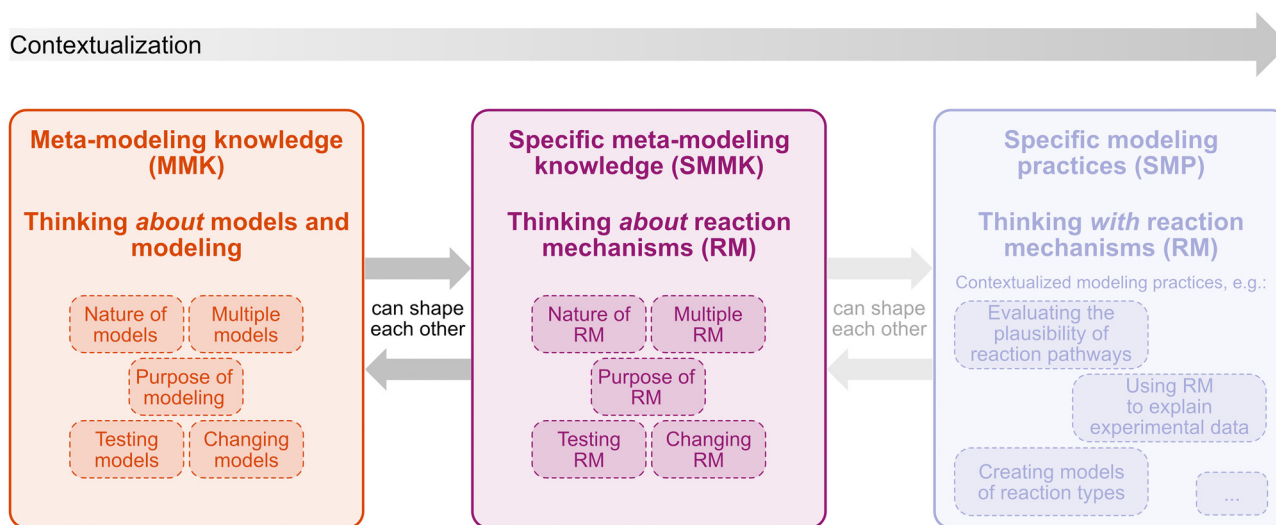 Contextualization
Meta-modeling knowledge
(MMK)
Thinking about models and
modeling
Nature of
models
Multiple
models
Purpose of
modeling
Testing
models
Changing
models
can shape
each other
Specific meta-modeling
knowledge (SMMK)
Thinking about reaction
mechanisms (RM)
Nature of
RM
Multiple
RM
Purpose of
RM
Testing
RM
Changing
RM
can shape
each other
Specific modeling
practices (SMP)
Thinking with reaction
mechanisms (RM)
Contextualized modeling practices, e.g.:
Evaluating the
plausibility of
reaction pathways
Using RM
to explain
experimental data
Creating models
of reaction types
...